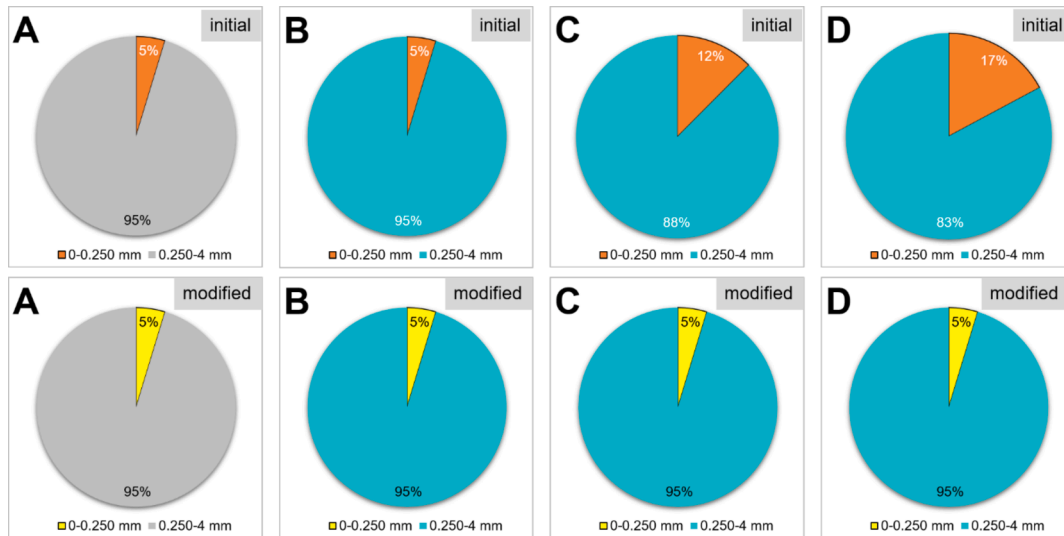 A initial
5%
95%
0-0.250 mm 0.250-4 mm
B initial
5%
95%
0-0.250 mm 0.250-4 mm
C initial
12%
88%
0-0.250 mm 0.250-4 mm
D initial
17%
83%
0-0.250 mm 0.250-4 mm
A modified
5%
95%
0-0.250 mm 0.250-4 mm
B modified
5%
95%
0-0.250 mm 0.250-4 mm
C modified
5%
95%
0-0.250 mm 0.250-4 mm
D modified
5%
95%
0-0.250 mm 0.250-4 mm